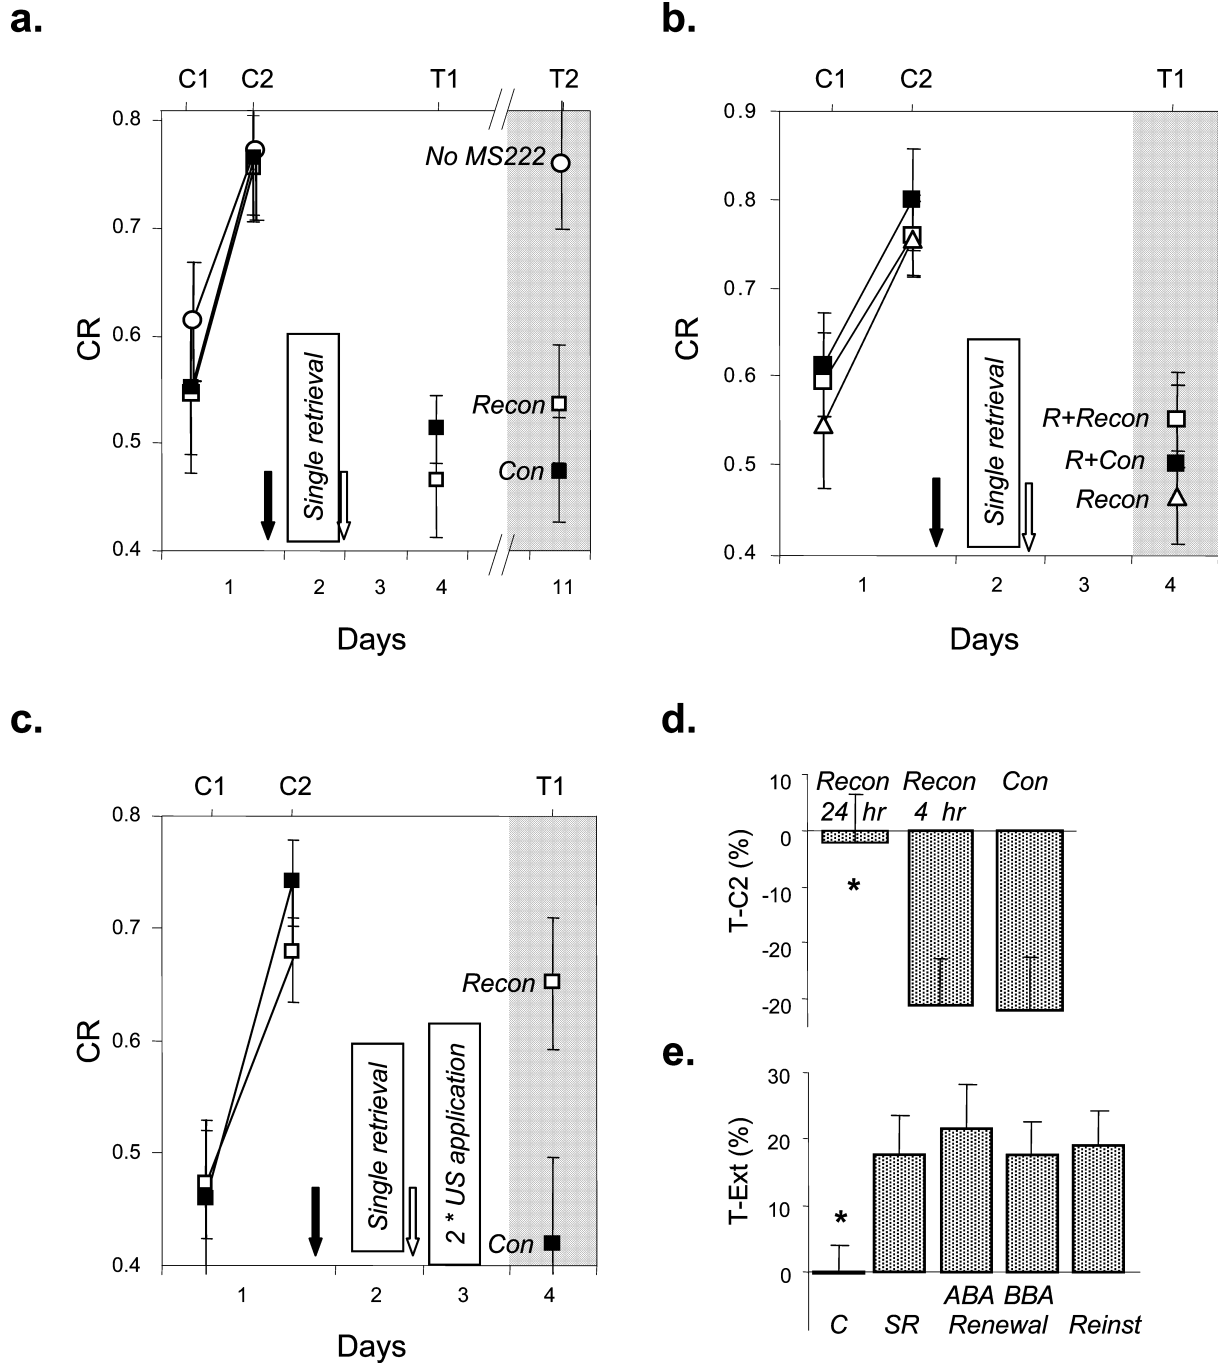 a.
C1 C2 T1 T2
0.8
No MS222
0.7
CR
0.6
Single retrieval
Recon
0.5
Con
0.4
1 2 3 4 11
Days
b.
C1 C2 T1
0.9
0.8
0.7
CR
0.6
Single retrieval
R+Recon
R+Con
0.5
Recon
0.4
1 2 3 4
Days
c.
C1 C2 T1
0.8
0.7
Recon
CR
0.6
Single retrieval
2 * US application
0.5
Con
0.4
1 2 3 4
Days
d.
10
Recon Recon Con
24 hr 4 hr
0
T-C2 (%)
*
-10
-20
-20
e.
30
T-Ext (%)
20
10
*
0
ABA BBA
C SR Renewal Reinst